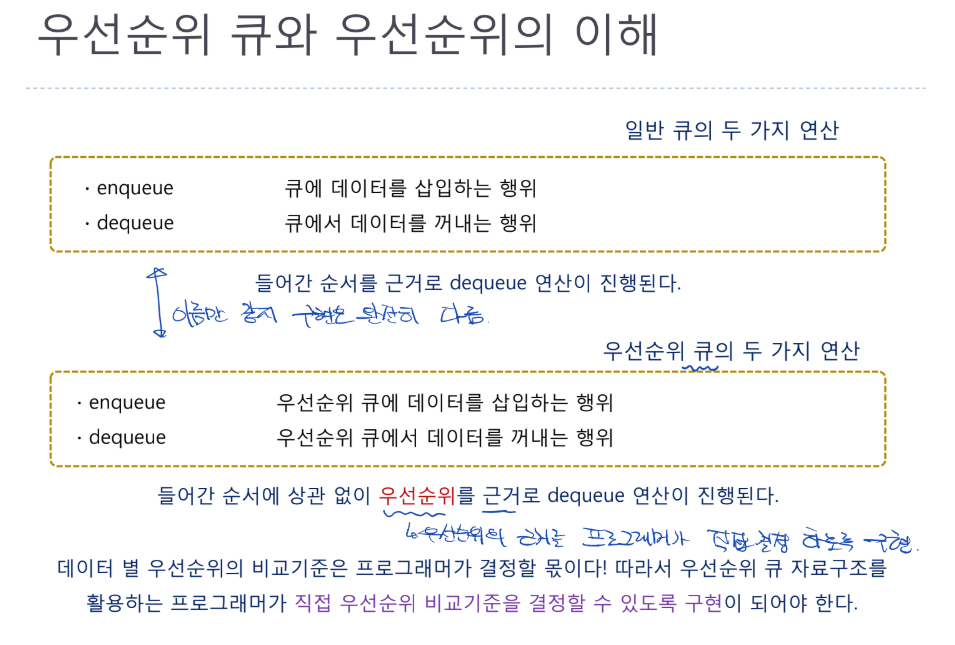 우선순위 큐와 우선순위의 이해
일반 큐의 두 가지 연산
· enqueue 큐에 데이터를 삽입하는 행위
· dequeue 큐에서 데이터를 꺼내는 행위
들어간 순서를 근거로 dequeue 연산이 진행된다.
이름만 같지 구현은 완전히 다름.
우선순위 큐의 두 가지 연산
· enqueue 우선순위 큐에 데이터를 삽입하는 행위
· dequeue 우선순위 큐에서 데이터를 꺼내는 행위
들어간 순서에 상관 없이 우선순위를 근거로 dequeue 연산이 진행된다.
↳우선순위의 근거를 프로그래머가 직접 결정 하도록 구현.
데이터 별 우선순위의 비교기준은 프로그래머가 결정할 몫이다! 따라서 우선순위 큐 자료구조를
활용하는 프로그래머가 직접 우선순위 비교기준을 결정할 수 있도록 구현이 되어야 한다.